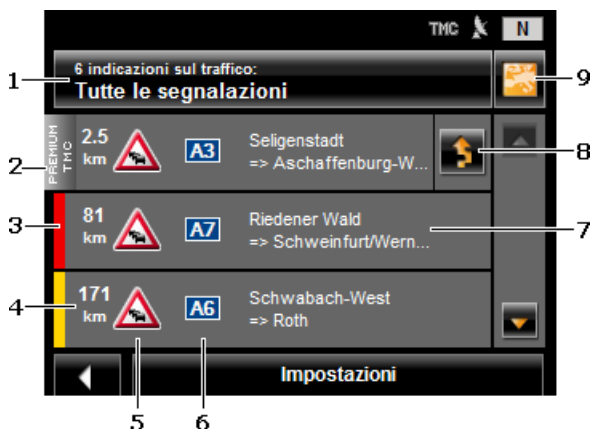 TMC N
6 indicazioni sul traffico:
Tutte le segnalazioni
1
9
PREMIUM
TMC
2.5
km
A3
Seligenstadt
=> Aschaffenburg-W...
2
8
81
km
A7
Riedener Wald
=> Schweinfurt/Wern...
3
7
171
km
A6
Schwabach-West
=> Roth
4
Impostazioni
5 6